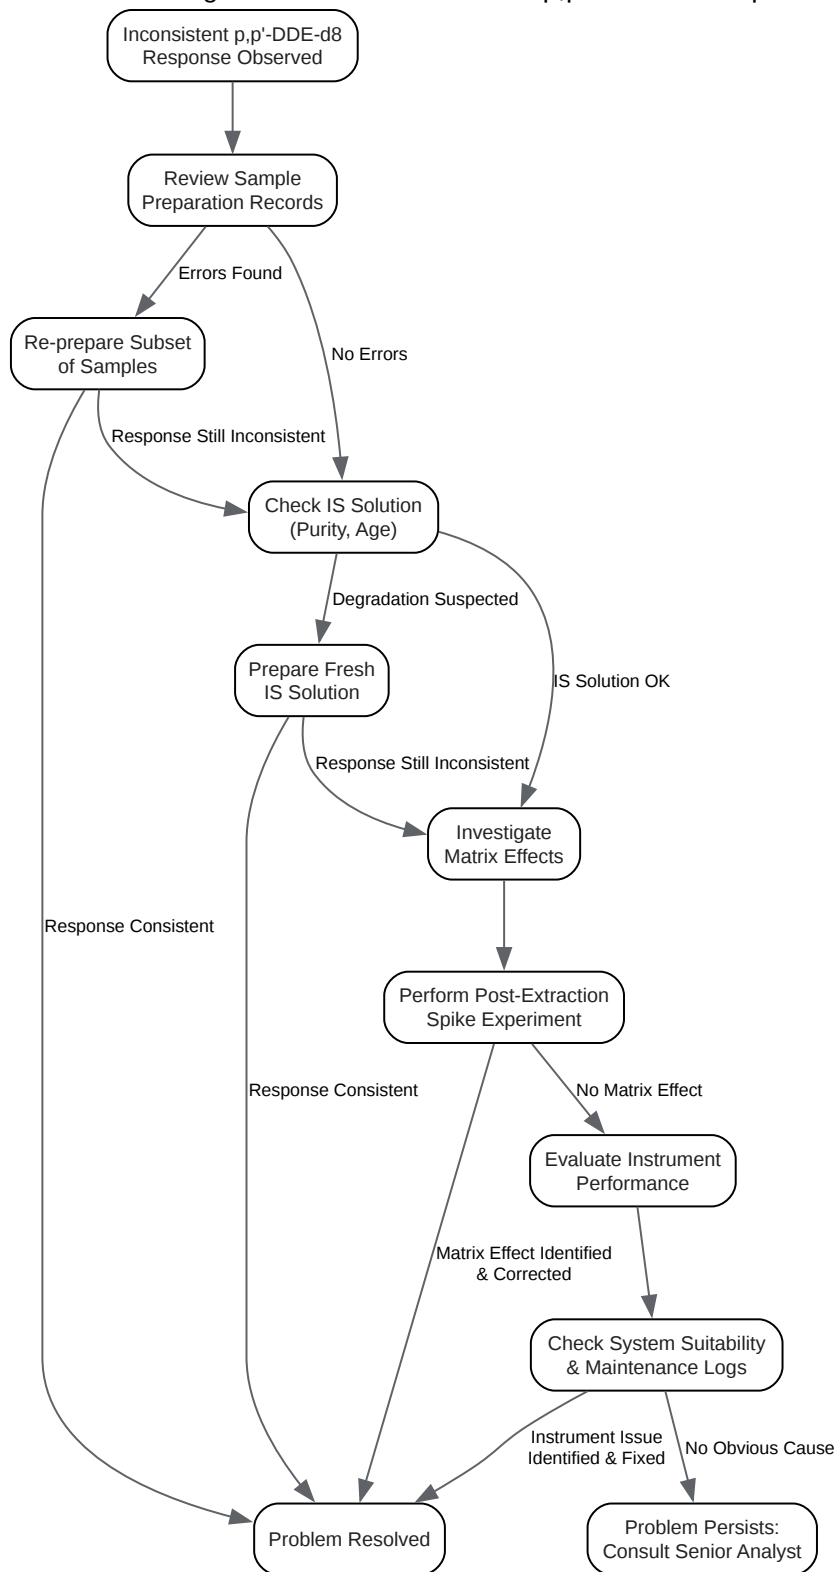 Inconsistent p,p'-DDE-d8
Response Observed
Review Sample
Preparation Records
Errors Found
Re-prepare Subset
of Samples
No Errors
Response Still Inconsistent
Check IS Solution
(Purity, Age)
Degradation Suspected
Prepare Fresh
IS Solution
IS Solution OK
Response Still Inconsistent
Investigate
Matrix Effects
Response Consistent
Perform Post-Extraction
Spike Experiment
Response Consistent
No Matrix Effect
Evaluate Instrument
Performance
Matrix Effect Identified
& Corrected
Check System Suitability
& Maintenance Logs
Instrument Issue
Identified & Fixed
No Obvious Cause
Problem Resolved
Problem Persists:
Consult Senior Analyst